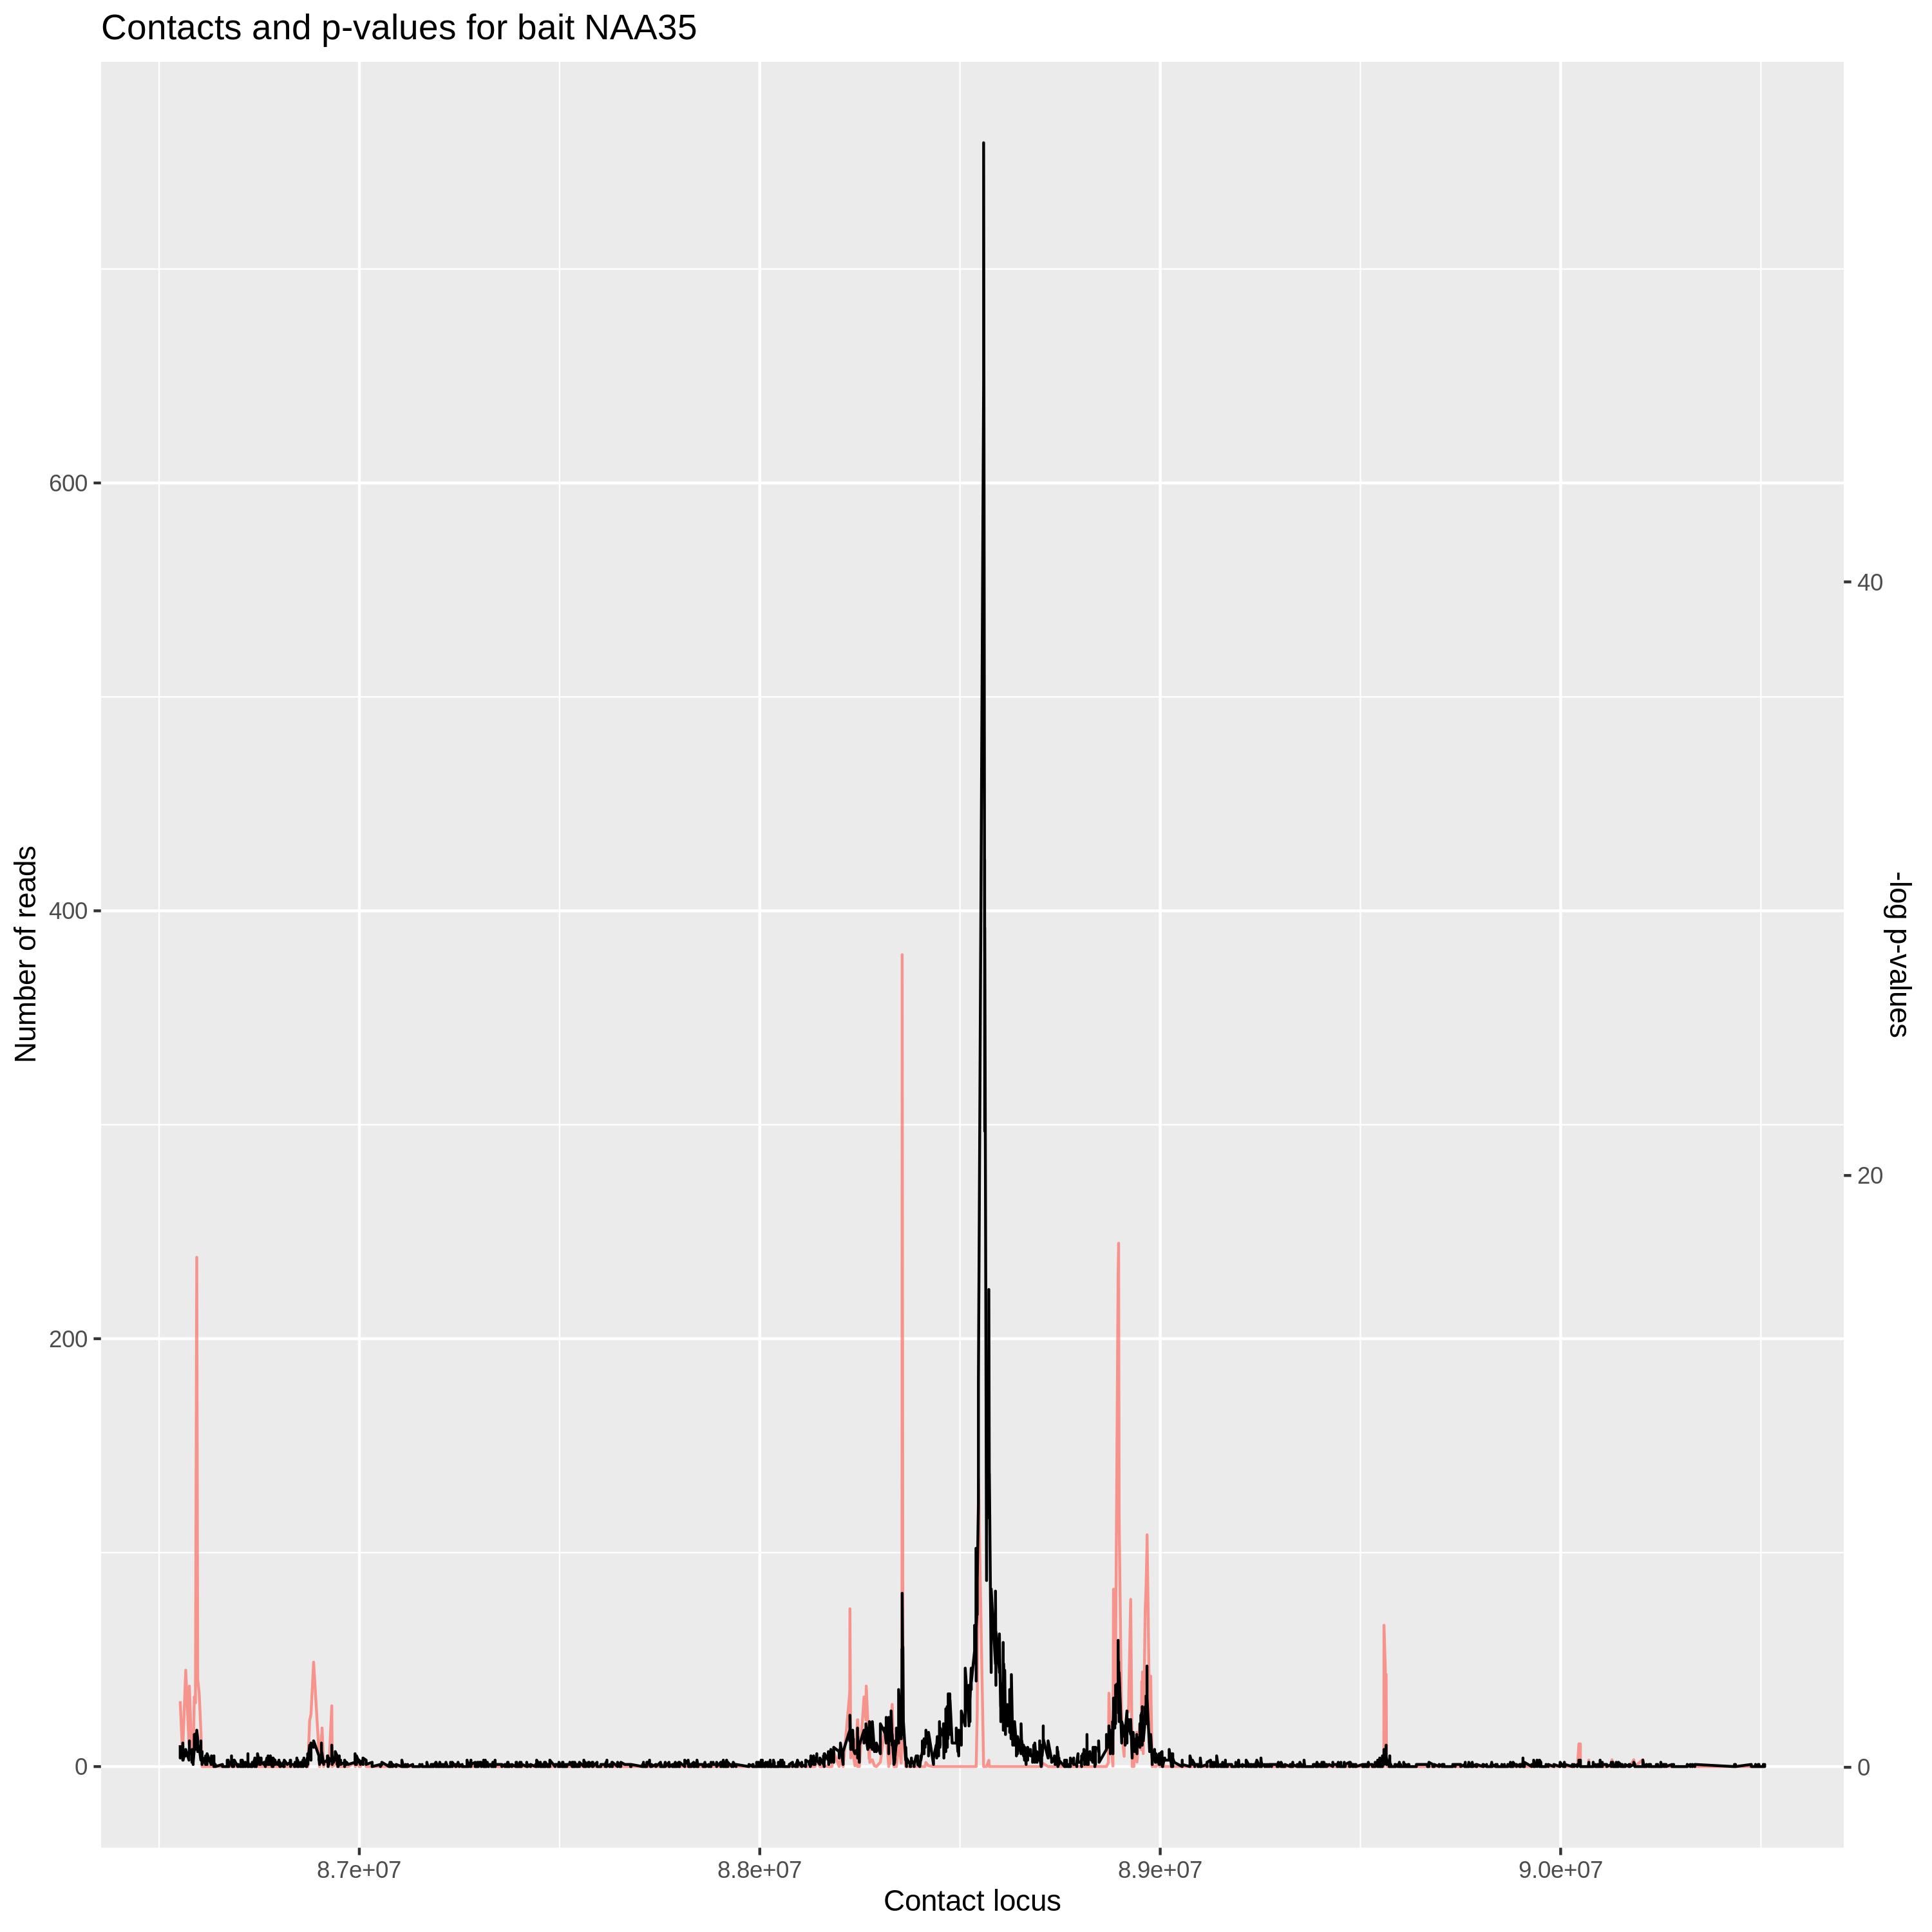 Contacts and p-values for bait NAA35
600
400
200
0
Number of reads
40
20
0
-log p-values
8.7e+07
8.8e+07
8.9e+07
9.0e+07
Contact locus